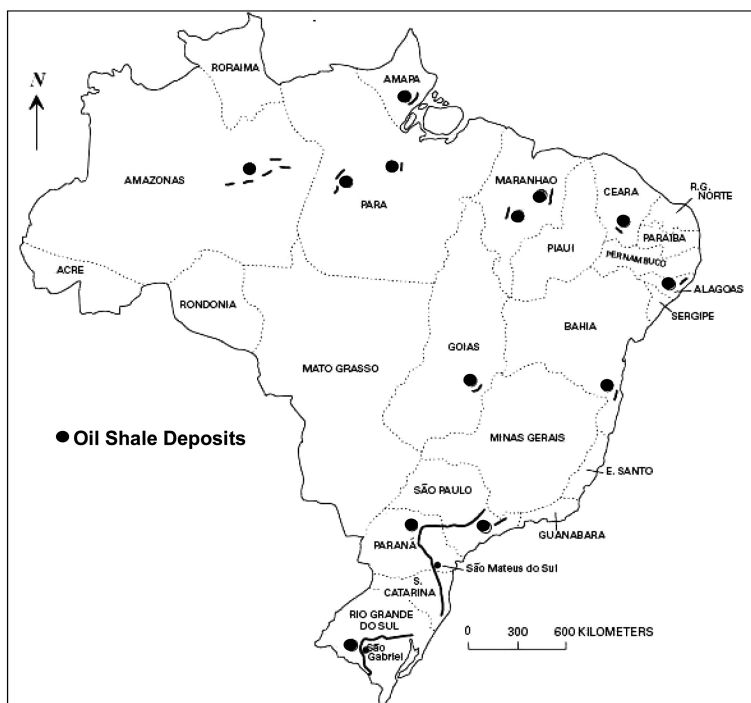 RORAIMA
AMAPA
N
AMAZONAS
PARA
MARANHAO
CEARA
R.G.
NORTE
PARAIBA
PIAUI
PERNAMBUCO
ACRE
ALAGOAS
RONDONIA
SERGIPE
BAHIA
GOIAS
MATO GRASSO
Oil Shale Deposits
MINAS GERAIS
E. SANTO
SÃO PAULO
GUANABARA
PARANÁ
São Mateus do Sul
S.
CATARINA
RIO GRANDE
DO SUL
0 300 600 KILOMETERS
São
Gabriel